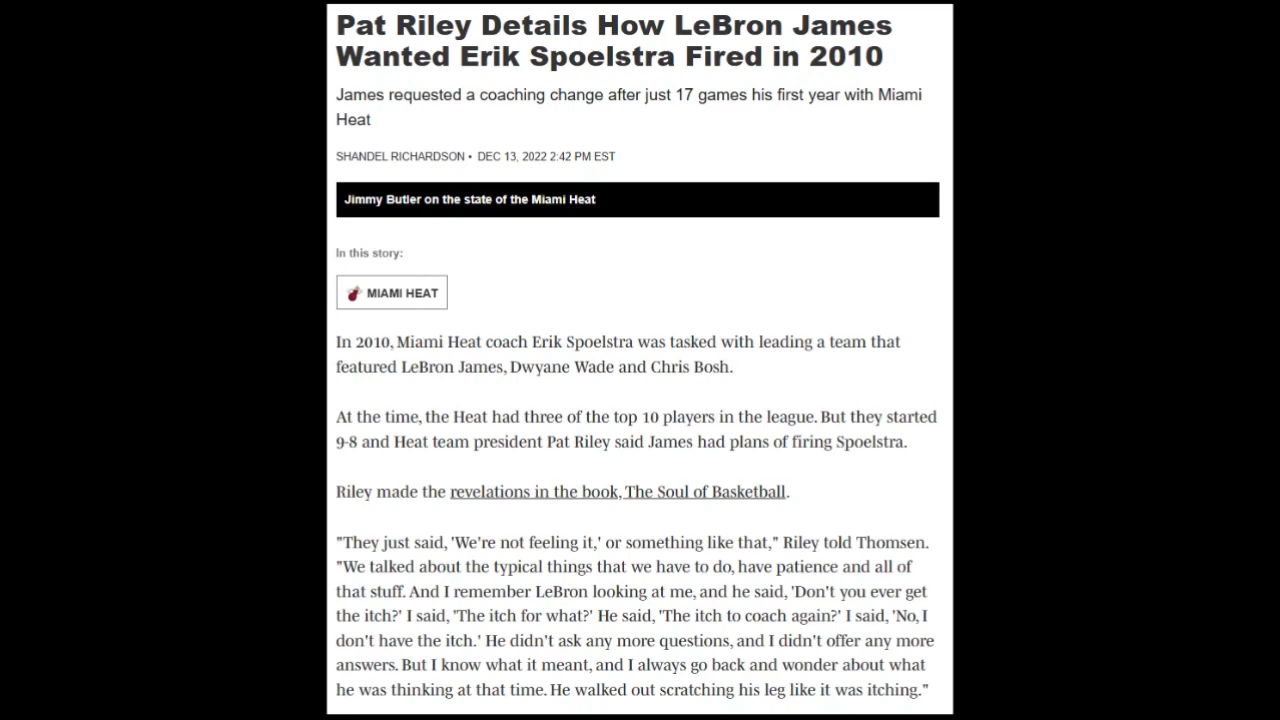 Pat Riley Details How LeBron James
Wanted Erik Spoelstra Fired in 2010
James requested a coaching change after just 17 games his first year with Miami
Heat
SHANDEL RICHARDSON • DEC 13, 2022 2:42 PM EST
Jimmy Butler on the state of the Miami Heat
In this story:
MIAMI HEAT
In 2010, Miami Heat coach Erik Spoelstra was tasked with leading a team that
featured LeBron James, Dwyane Wade and Chris Bosh.
At the time, the Heat had three of the top 10 players in the league. But they started
9-8 and Heat team president Pat Riley said James had plans of firing Spoelstra.
Riley made the revelations in the book, The Soul of Basketball.
"They just said, 'We're not feeling it,' or something like that," Riley told Thomsen.
"We talked about the typical things that we have to do, have patience and all of
that stuff. And I remember LeBron looking at me, and he said, 'Don't you ever get
the itch?' I said, 'The itch for what?' He said, 'The itch to coach again?' I said, 'No, I
don't have the itch.' He didn't ask any more questions, and I didn't offer any more
answers. But I know what it meant, and I always go back and wonder about what
he was thinking at that time. He walked out scratching his leg like it was itching."